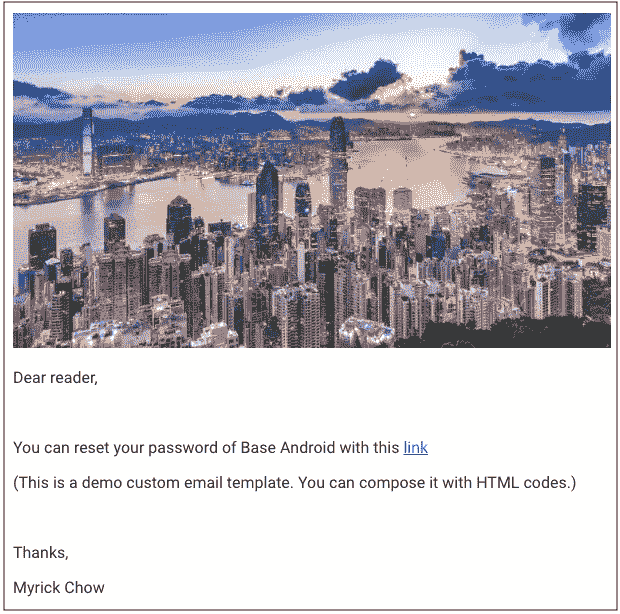 Dear reader,
You can reset your password of Base Android with this link
(This is a demo custom email template. You can compose it with HTML codes.)
Thanks,
Myrick Chow